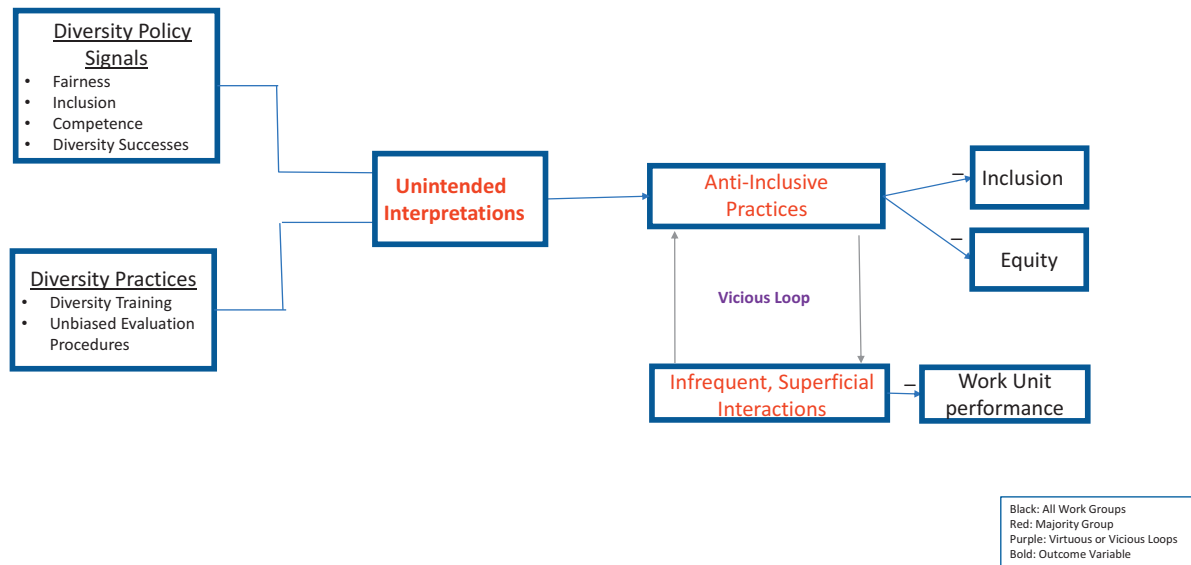 Diversity Policy
Signals
• Fairness
• Inclusion
• Competence
• Diversity Successes
Diversity Practices
• Diversity Training
• Unbiased Evaluation
Procedures
Unintended
Interpretations
Anti-Inclusive
Practices
Vicious Loop
Infrequent, Superficial
Interactions
–
Inclusion
–
Equity
–
Work Unit
performance
Black: All Work Groups
Red: Majority Group
Purple: Virtuous or Vicious Loops
Bold: Outcome Variable